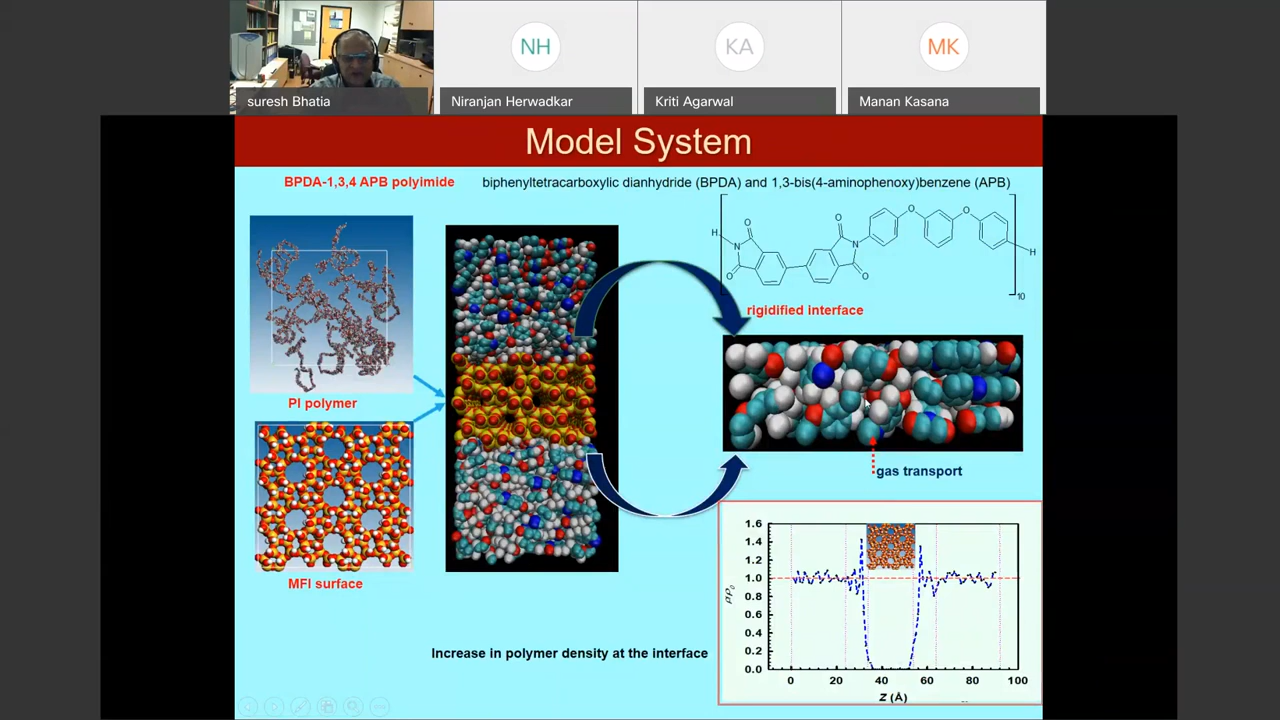 NH
KA
MK
suresh Bhatia
Niranjan Herwadkar
Kriti Agarwal
Manan Kasana
Model System
BPDA-1,3,4 APB polyimide
biphenyltetracarboxylic dianhydride (BPDA) and 1,3-bis(4-aminophenoxy)benzene (APB)
H
O
O
N
O
O
O
N
O
O
H
10
rigidified interface
PI polymer
MFI surface
gas transport
Increase in polymer density at the interface
1.6
1.4
1.2
1.0
0.8
0.6
0.4
0.2
0.0
ρ/ρ₀
0
20
40
60
80
100
Z (Å)